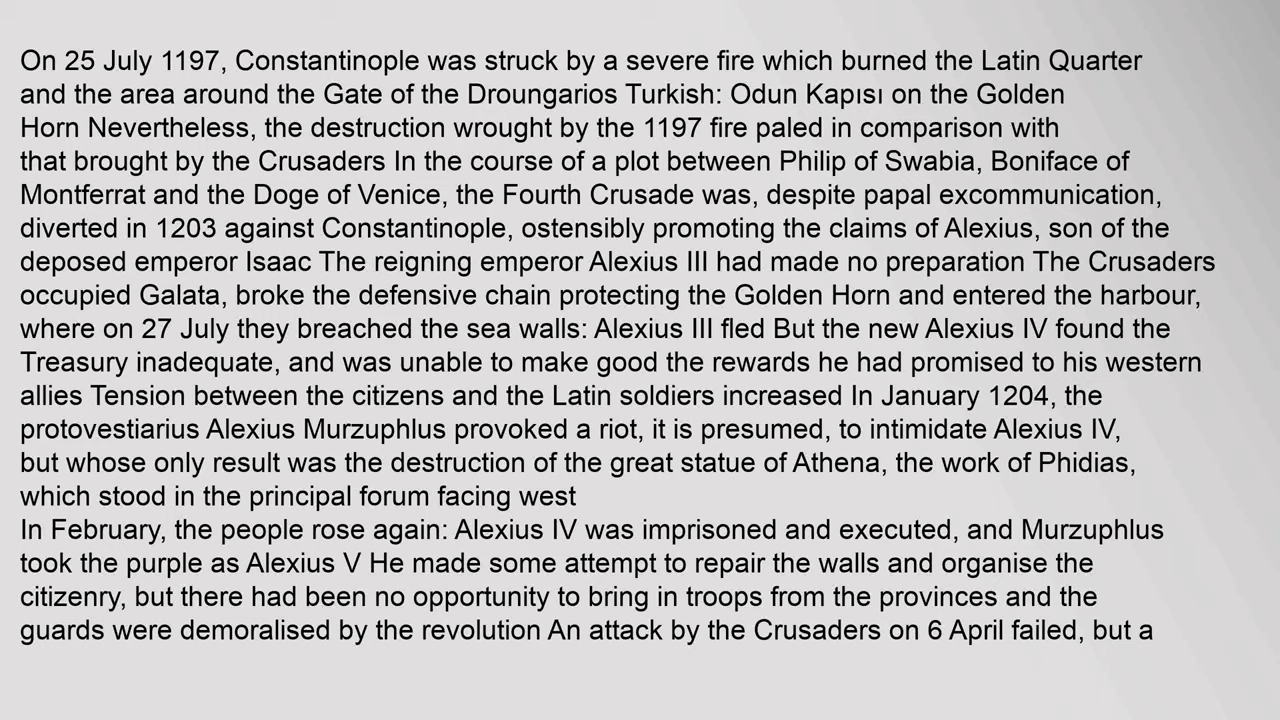 On 25 July 1197, Constantinople was struck by a severe fire which burned the Latin Quarter
and the area around the Gate of the Droungarios Turkish: Odun Kapısı on the Golden
Horn Nevertheless, the destruction wrought by the 1197 fire paled in comparison with
that brought by the Crusaders In the course of a plot between Philip of Swabia, Boniface of
Montferrat and the Doge of Venice, the Fourth Crusade was, despite papal excommunication,
diverted in 1203 against Constantinople, ostensibly promoting the claims of Alexius, son of the
deposed emperor Isaac The reigning emperor Alexius III had made no preparation The Crusaders
occupied Galata, broke the defensive chain protecting the Golden Horn and entered the harbour,
where on 27 July they breached the sea walls: Alexius III fled But the new Alexius IV found the
Treasury inadequate, and was unable to make good the rewards he had promised to his western
allies Tension between the citizens and the Latin soldiers increased In January 1204, the
protovestiarius Alexius Murzuphlus provoked a riot, it is presumed, to intimidate Alexius IV,
but whose only result was the destruction of the great statue of Athena, the work of Phidias,
which stood in the principal forum facing west
In February, the people rose again: Alexius IV was imprisoned and executed, and Murzuphlus
took the purple as Alexius V He made some attempt to repair the walls and organise the
citizenry, but there had been no opportunity to bring in troops from the provinces and the
guards were demoralised by the revolution An attack by the Crusaders on 6 April failed, but a